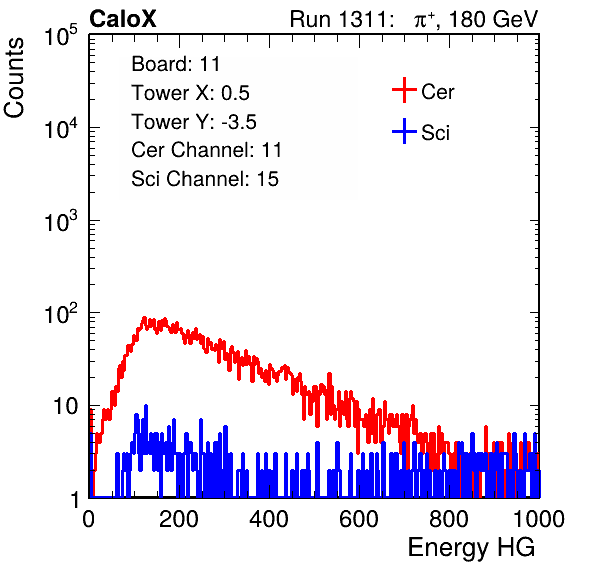 CaloX Run 1311: π⁺, 180 GeV
Counts
10⁵
10⁴
10³
10²
10
1
Board: 11
Tower X: 0.5
Tower Y: -3.5
Cer Channel: 11
Sci Channel: 15
Cer
Sci
0 200 400 600 800 1000
Energy HG